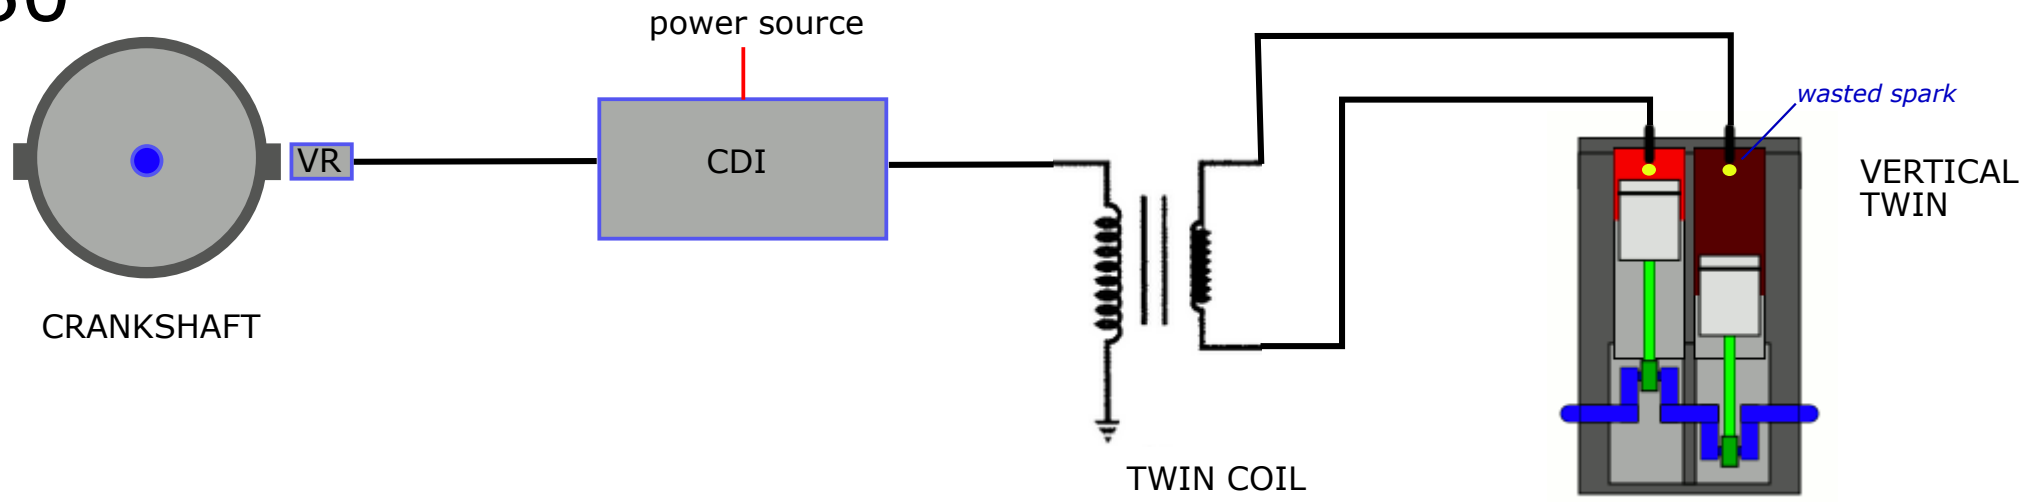 power source
wasted spark
VR
CDI
VERTICAL
TWIN
CRANKSHAFT
TWIN COIL